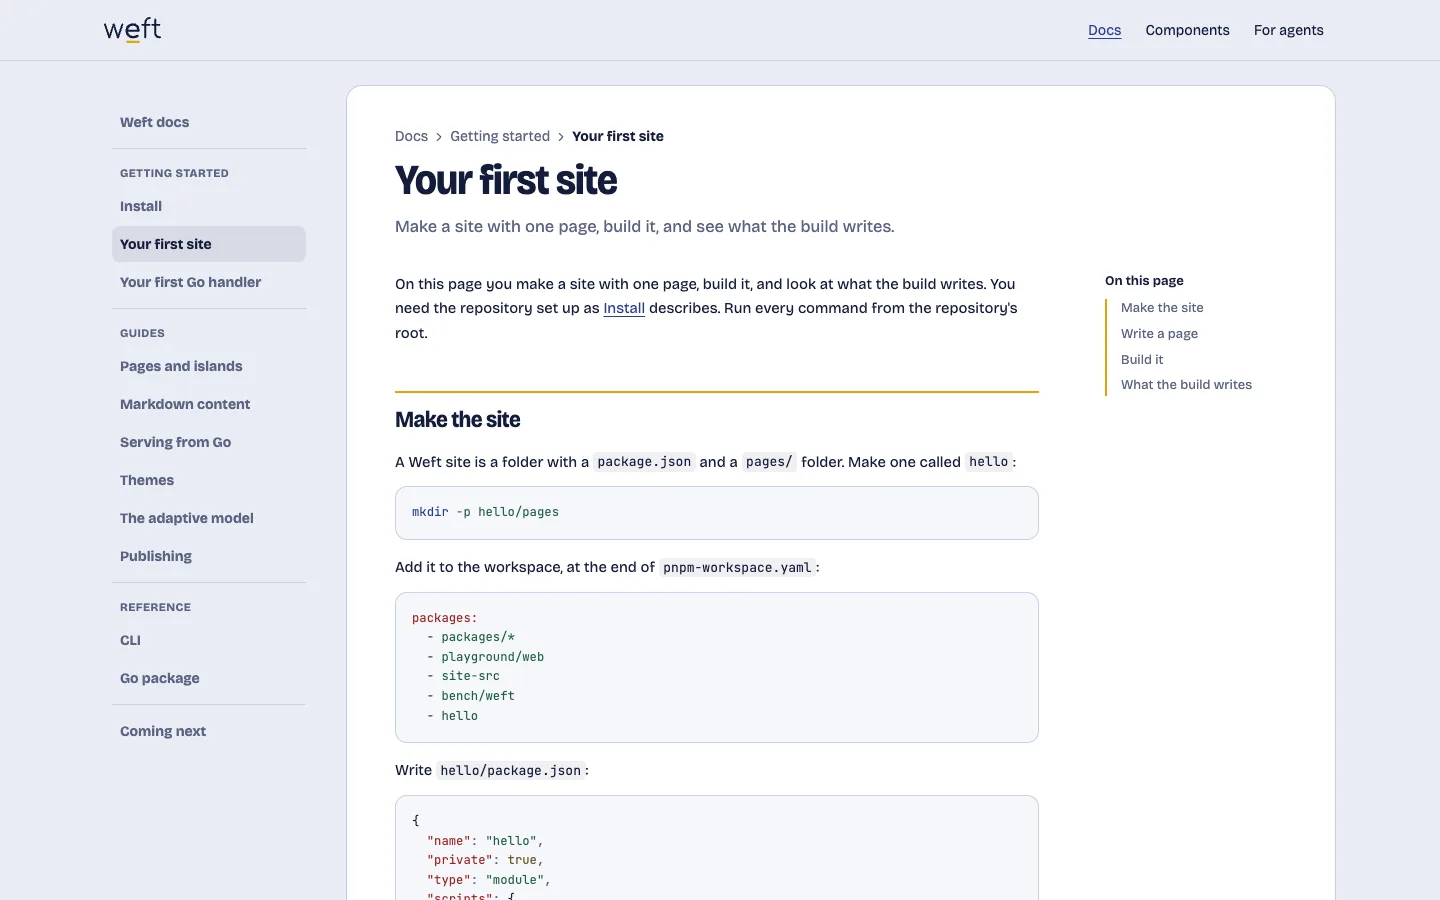 weft
Docs
Components
For agents
Weft docs
GETTING STARTED
Install
Your first site
Your first Go handler
GUIDES
Pages and islands
Markdown content
Serving from Go
Themes
The adaptive model
Publishing
REFERENCE
CLI
Go package
Coming next
Docs > Getting started > Your first site
Your first site
Make a site with one page, build it, and see what the build writes.
On this page you make a site with one page, build it, and look at what the build writes. You
need the repository set up as Install describes. Run every command from the repository's
root.
Make the site
A Weft site is a folder with a package.json and a pages/ folder. Make one called hello:
mkdir -p hello/pages
Add it to the workspace, at the end of pnpm-workspace.yaml:
packages:
  - packages/*
  - playground/web
  - site-src
  - bench/weft
  - hello
Write hello/package.json:
{
  "name": "hello",
  "private": true,
  "type": "module",
  "scripts": {
On this page
Make the site
Write a page
Build it
What the build writes